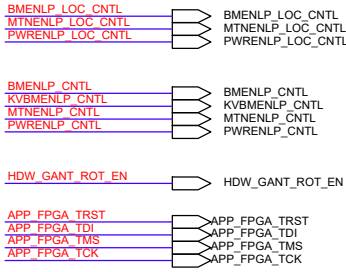 BMENLP_LOC_CNTL BMENLP_LOC_CNTL
MTNENLP_LOC_CNTL MTNENLP_LOC_CNTL
PWRENLP_LOC_CNTL PWRENLP_LOC_CNTL
BMENLP_CNTL BMENLP_CNTL
KVBMENLP_CNTL KVBMENLP_CNTL
MTNENLP_CNTL MTNENLP_CNTL
PWRENLP_CNTL PWRENLP_CNTL
HDW_GANT_ROT_EN HDW_GANT_ROT_EN
APP_FPGA_TRST APP_FPGA_TRST
APP_FPGA_TDI APP_FPGA_TDI
APP_FPGA_TMS APP_FPGA_TMS
APP_FPGA_TCK APP_FPGA_TCK